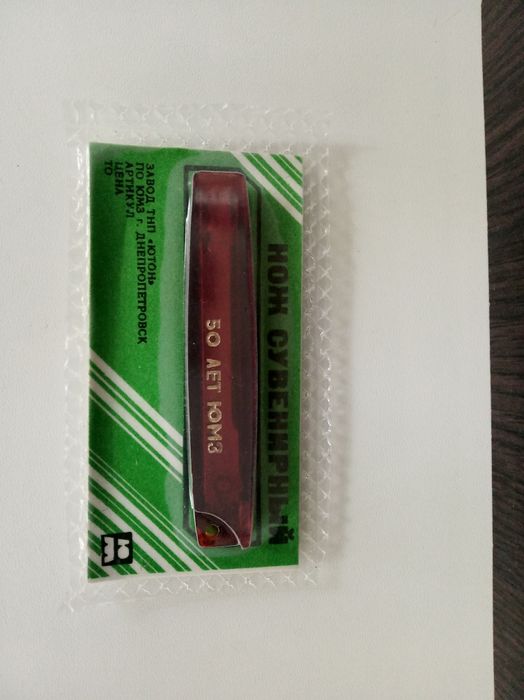 НОЖ СУВЕНИРНЫЙ
50 ЛЕТ ЮМЗ
ЗАВОД ТНП «ЮТОН»
ПО ЮМЗ г. ДНЕПРОПЕТРОВСК
АРТИКУЛ
ЦЕНА
ТО